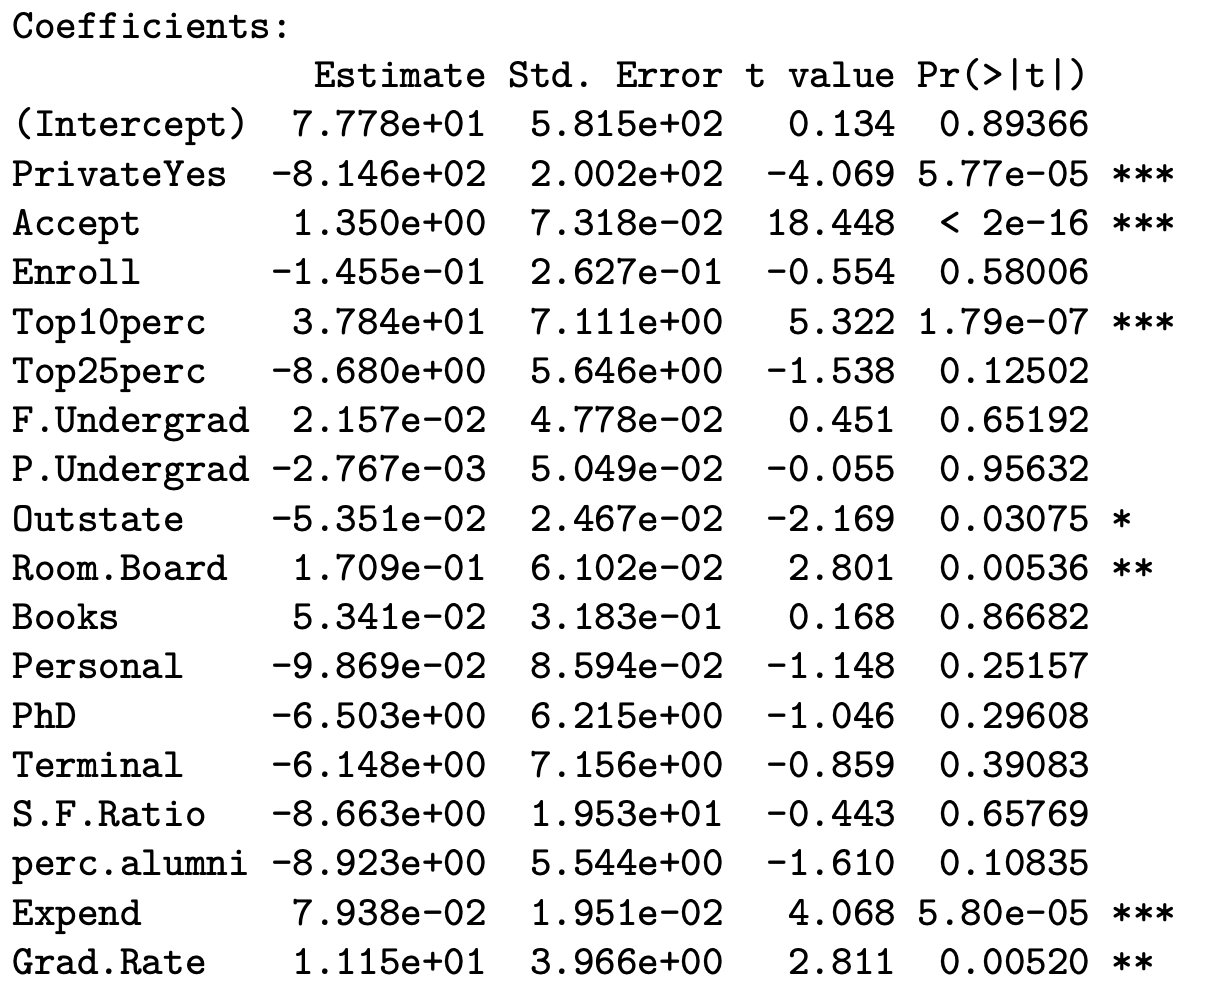 Coefficients:
Estimate Std. Error t value Pr(>|t|)
(Intercept) 7.778e+01 5.815e+02 0.134 0.89366
PrivateYes -8.146e+02 2.002e+02 -4.069 5.77e-05 ***
Accept 1.350e+00 7.318e-02 18.448 < 2e-16 ***
Enroll -1.455e-01 2.627e-01 -0.554 0.58006
Top10perc 3.784e+01 7.111e+00 5.322 1.79e-07 ***
Top25perc -8.680e+00 5.646e+00 -1.538 0.12502
F.Undergrad 2.157e-02 4.778e-02 0.451 0.65192
P.Undergrad -2.767e-03 5.049e-02 -0.055 0.95632
Outstate -5.351e-02 2.467e-02 -2.169 0.03075 *
Room.Board 1.709e-01 6.102e-02 2.801 0.00536 **
Books 5.341e-02 3.183e-01 0.168 0.86682
Personal -9.869e-02 8.594e-02 -1.148 0.25157
PhD -6.503e+00 6.215e+00 -1.046 0.29608
Terminal -6.148e+00 7.156e+00 -0.859 0.39083
S.F.Ratio -8.663e+00 1.953e+01 -0.443 0.65769
perc.alumni -8.923e+00 5.544e+00 -1.610 0.10835
Expend 7.938e-02 1.951e-02 4.068 5.80e-05 ***
Grad.Rate 1.115e+01 3.966e+00 2.811 0.00520 **